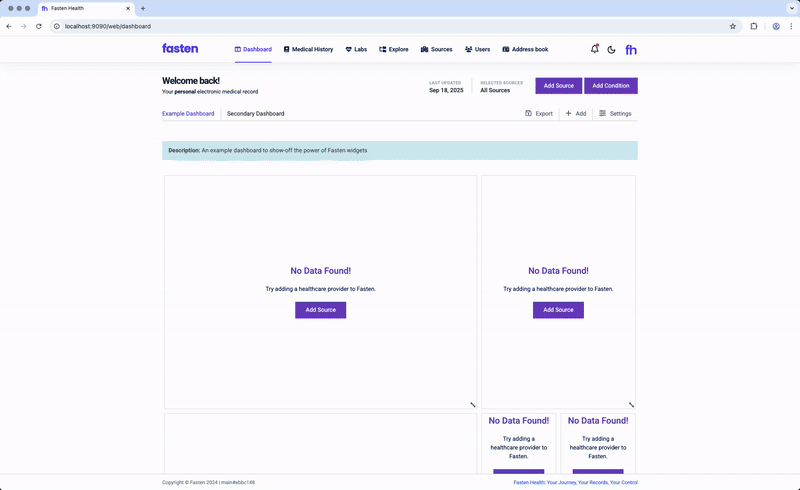 Fasten Health
localhost:9090/web/dashboard
fasten
Dashboard
Medical History
Labs
Explore
Sources
Users
Address book
fh
Welcome back!
Your personal electronic medical record
LAST UPDATED
Sep 18, 2025
SELECTED SOURCES
All Sources
Add Source
Add Condition
Example Dashboard
Secondary Dashboard
Export
Add
Settings
Description: An example dashboard to show-off the power of Fasten widgets
No Data Found!
Try adding a healthcare provider to Fasten.
Add Source
No Data Found!
Try adding a healthcare provider to Fasten.
Add Source
No Data Found!
Try adding a
healthcare provider to
Fasten.
No Data Found!
Try adding a
healthcare provider to
Fasten.
Copyright © Fasten 2024 | main#ebbc148
Fasten Health: Your Journey, Your Records, Your Control